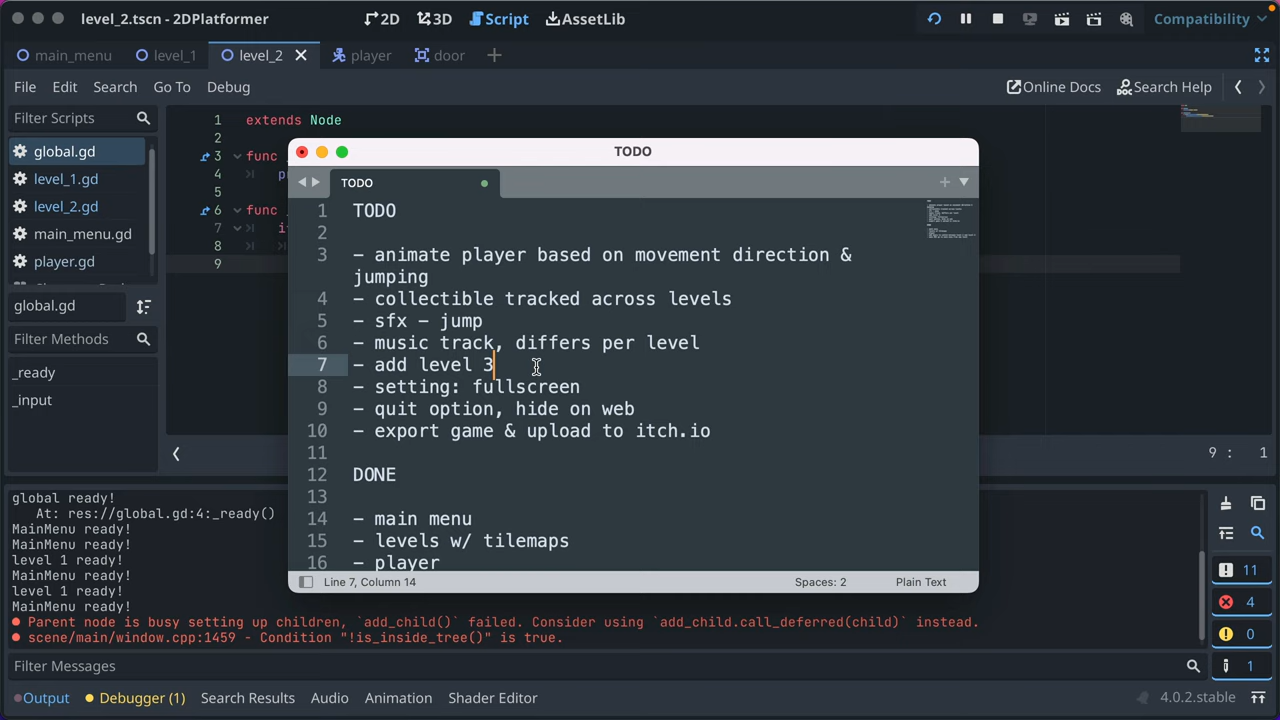 level_2.tscn - 2DPlatformer
2D
3D
Script
AssetLib
Compatibility
main_menu
level_1
level_2
player
door
File
Edit
Search
Go To
Debug
Online Docs
Search Help
Filter Scripts
global.gd
level_1.gd
level_2.gd
main_menu.gd
player.gd
global.gd
Filter Methods
_ready
_input
1 extends Node
2
3 func
4
5
6 func
7
8
9
TODO
TODO
1 TODO
2
3 - animate player based on movement direction &
jumping
4 - collectible tracked across levels
5 - sfx - jump
6 - music track, differs per level
7 - add level 3
8 - setting: fullscreen
9 - quit option, hide on web
10 - export game & upload to itch.io
11
12 DONE
13
14 - main menu
15 - levels w/ tilemaps
16 - player
Line 7, Column 14
Spaces: 2
Plain Text
9 : 1
global ready!
At: res://global.gd:4:_ready()
MainMenu ready!
MainMenu ready!
level 1 ready!
MainMenu ready!
level 1 ready!
MainMenu ready!
Parent node is busy setting up children, `add_child()` failed. Consider using `add_child.call_deferred(child)` instead.
scene/main/window.cpp:1459 - Condition "!is_inside_tree()" is true.
11
4
0
1
Filter Messages
Output
Debugger (1)
Search Results
Audio
Animation
Shader Editor
4.0.2.stable